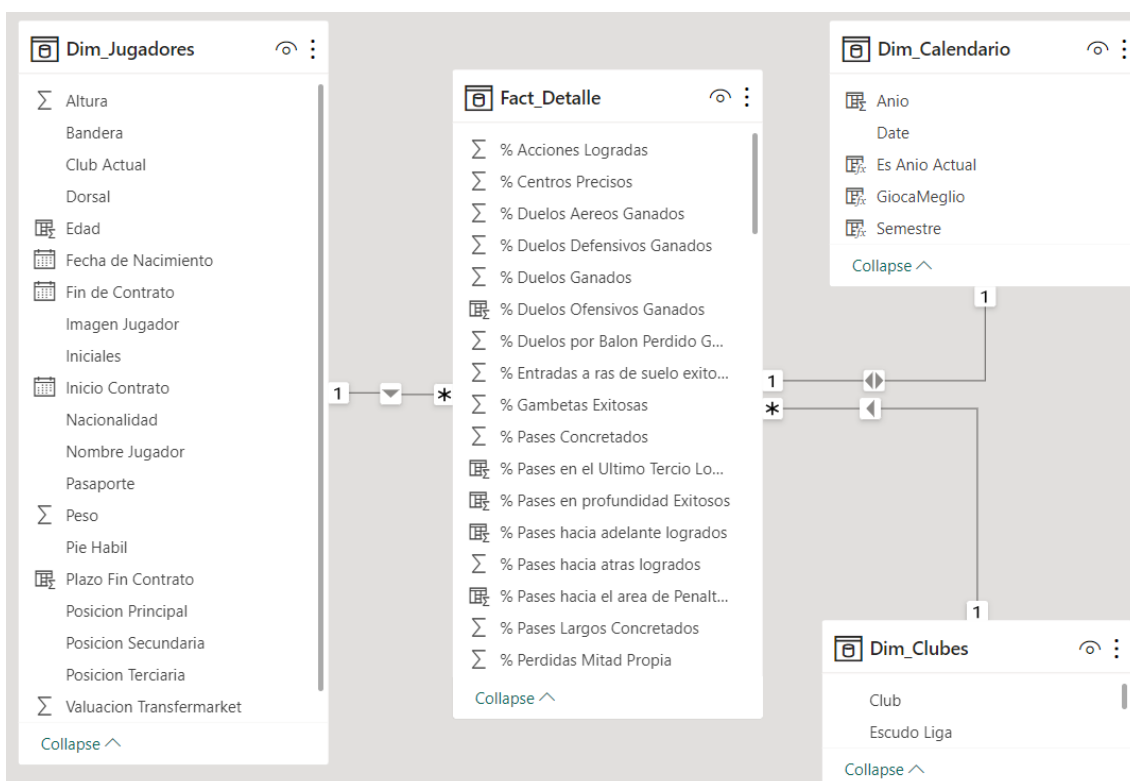 Dim_Jugadores
Altura
Bandera
Club Actual
Dorsal
Edad
Fecha de Nacimiento
Fin de Contrato
Imagen Jugador
Iniciales
Inicio Contrato
Nacionalidad
Nombre Jugador
Pasaporte
Peso
Pie Habil
Plazo Fin Contrato
Posicion Principal
Posicion Secundaria
Posicion Terciaria
Valuacion Transfermarket
Collapse
1
*
Fact_Detalle
% Acciones Logradas
% Centros Precisos
% Duelos Aereos Ganados
% Duelos Defensivos Ganados
% Duelos Ganados
% Duelos Ofensivos Ganados
% Duelos por Balon Perdido G...
% Entradas a ras de suelo exito...
% Gambetas Exitosas
% Pases Concretados
% Pases en el Ultimo Tercio Lo...
% Pases en profundidad Exitosos
% Pases hacia adelante logrados
% Pases hacia atras logrados
% Pases hacia el area de Penalt...
% Pases Largos Concretados
% Perdidas Mitad Propia
Collapse
1
*
Dim_Calendario
Anio
Date
Es Anio Actual
GiocaMeglio
Semestre
Collapse
1
1
Dim_Clubes
Club
Escudo Liga
Collapse